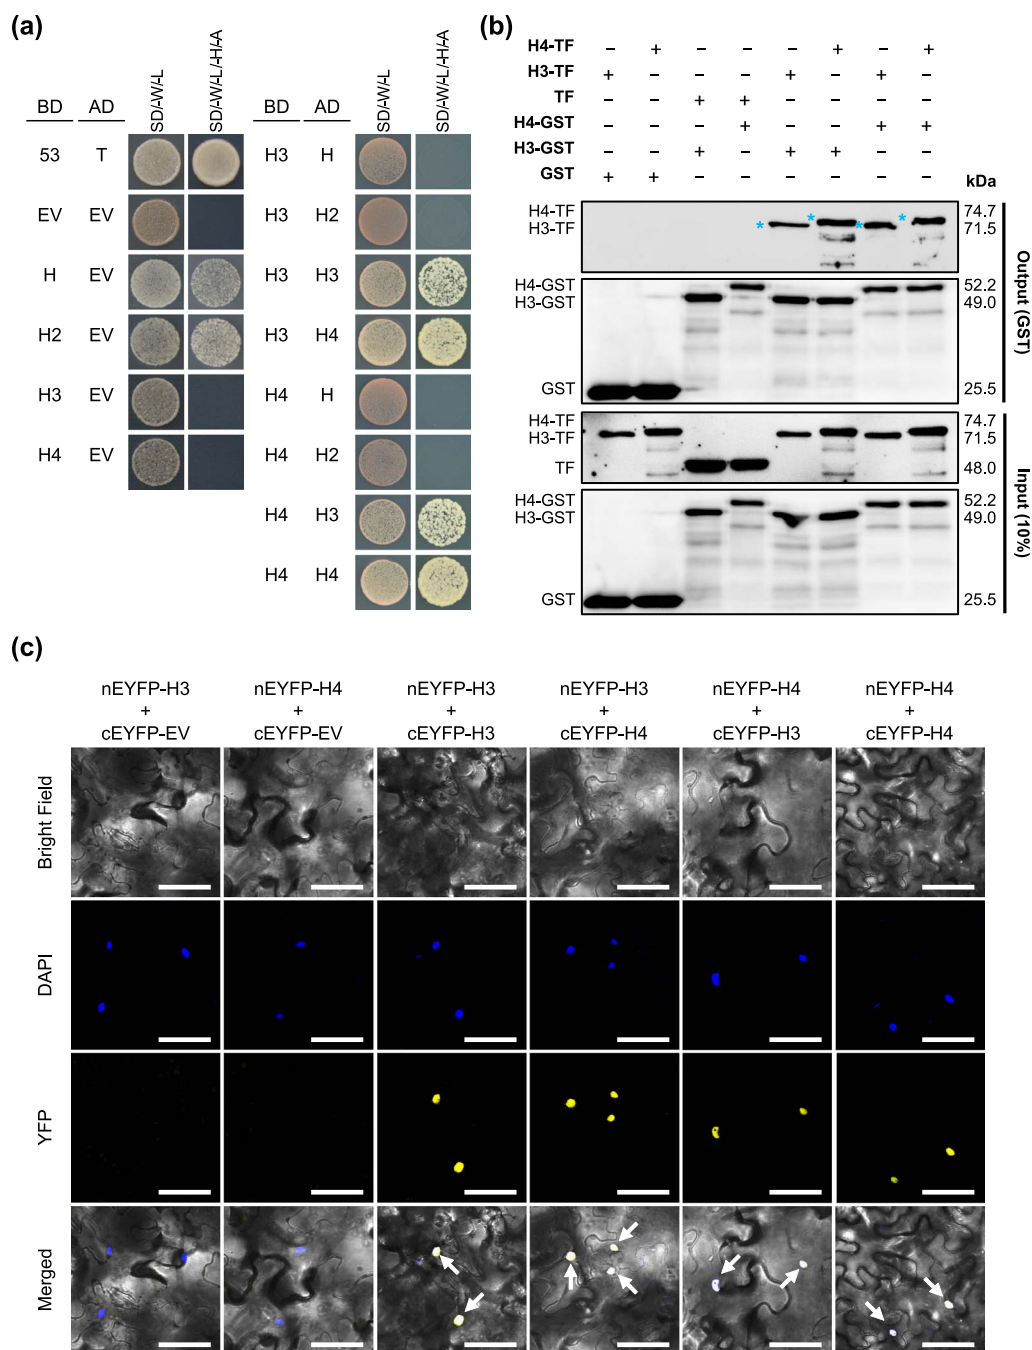 (a)
BD AD SD/-W/-L SD/-W/-L/-H/-A BD AD SD/-W/-L SD/-W/-L/-H/-A
53 T H3 H
EV EV H3 H2
H EV H3 H3
H2 EV H3 H4
H3 EV H4 H
H4 EV H4 H2
H4 H3
H4 H4
(b)
H4-TF – + – – – + – +
H3-TF + – – – + – + –
TF – – + + – – – –
H4-GST – – – + – – + +
H3-GST – – + – + + – –
GST + + – – – – – –
kDa
H4-TF 74.7
H3-TF * * * * 71.5
H4-GST 52.2
H3-GST 49.0
GST 25.5
Output (GST)
H4-TF 74.7
H3-TF 71.5
TF 48.0
H4-GST 52.2
H3-GST 49.0
GST 25.5
Input (10%)
(c)
nEYFP-H3 nEYFP-H4 nEYFP-H3 nEYFP-H3 nEYFP-H4 nEYFP-H4
+ + + + + +
cEYFP-EV cEYFP-EV cEYFP-H3 cEYFP-H4 cEYFP-H3 cEYFP-H4
Bright Field
DAPI
YFP
Merged